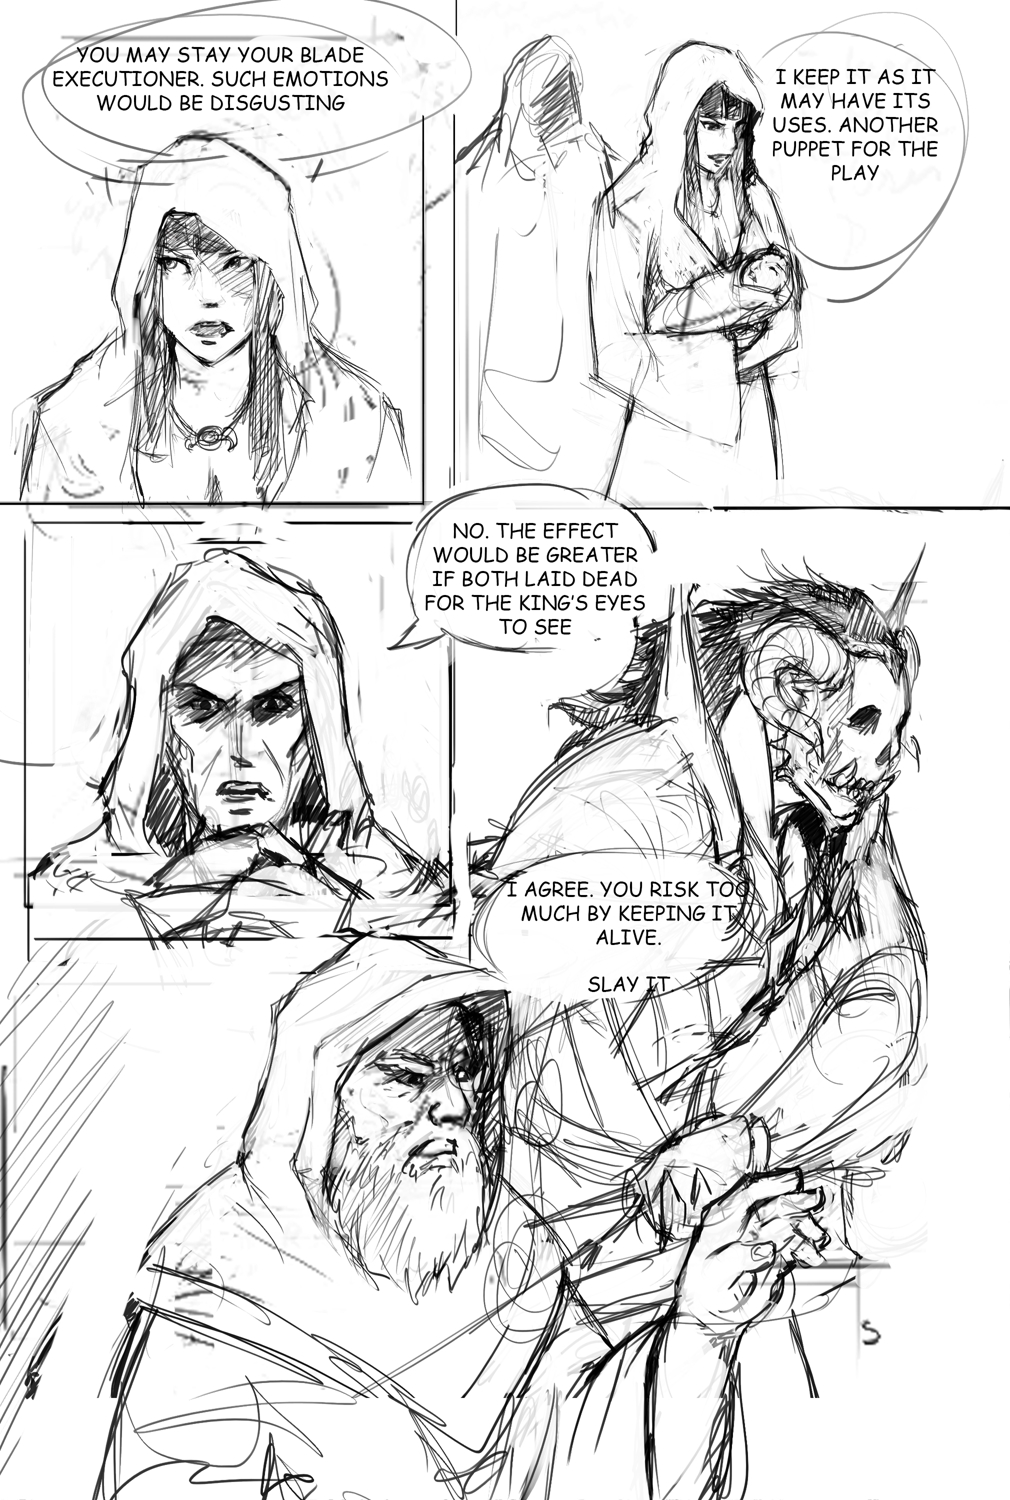 YOU MAY STAY YOUR BLADE
EXECUTIONER. SUCH EMOTIONS
WOULD BE DISGUSTING
I KEEP IT AS IT
MAY HAVE ITS
USES. ANOTHER
PUPPET FOR THE
PLAY
NO. THE EFFECT
WOULD BE GREATER
IF BOTH LAID DEAD
FOR THE KING'S EYES
TO SEE
I AGREE. YOU RISK TOO
MUCH BY KEEPING IT
ALIVE.
SLAY IT
S